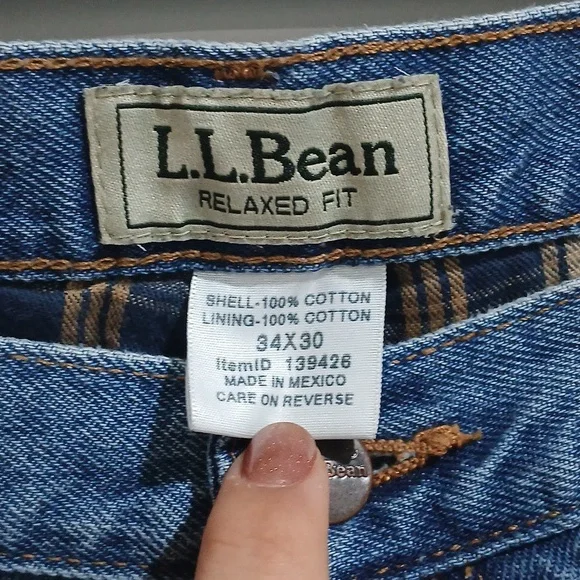 L.L.Bean
RELAXED FIT
SHELL-100% COTTON
LINING-100% COTTON
34X30
ItemID 139426
MADE IN MEXICO
CARE ON REVERSE
Bean